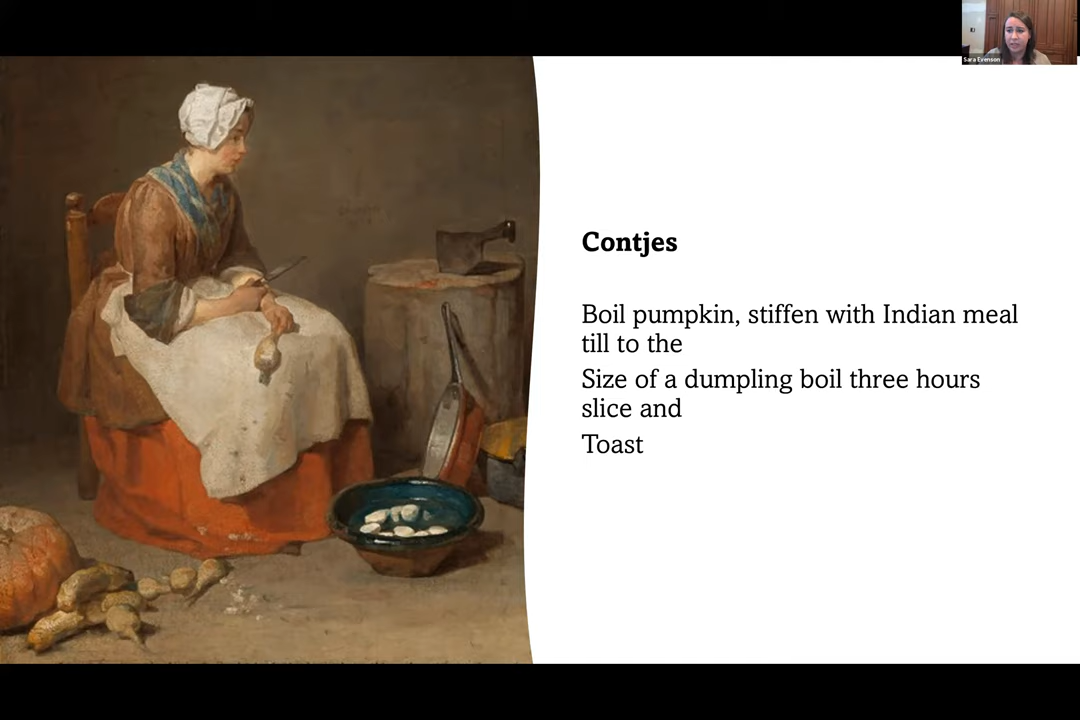 Sara Evenson
Contjes
Boil pumpkin, stiffen with Indian meal
till to the
Size of a dumpling boil three hours
slice and
Toast